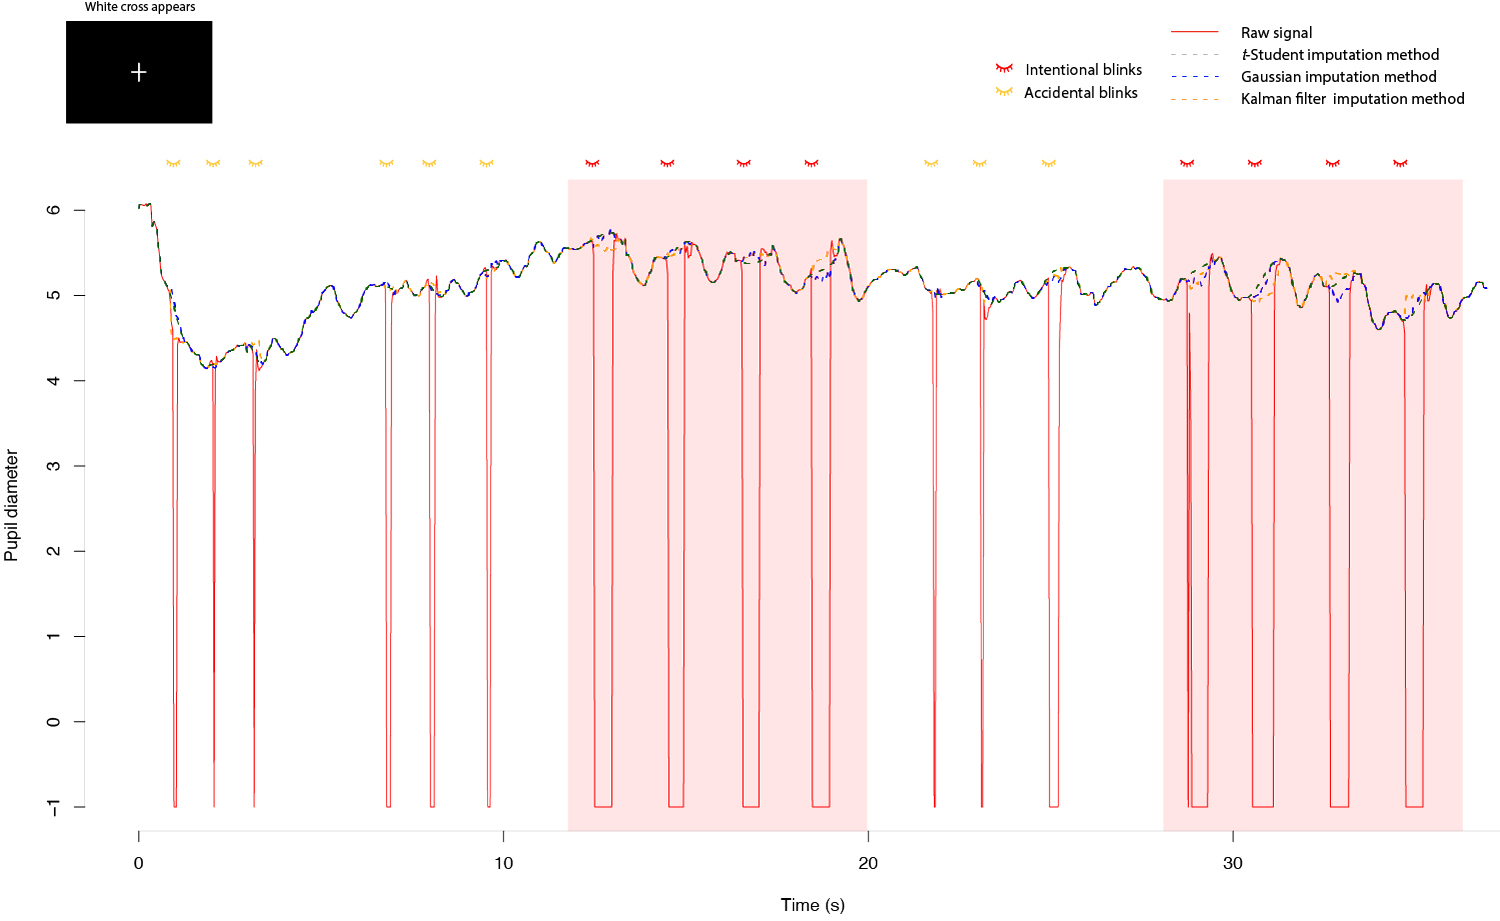 White cross appears
Intentional blinks
Accidental blinks
Raw signal
t-Student imputation method
Gaussian imputation method
Kalman filter imputation method
Pupil diameter
6
5
4
3
2
1
0
−1
0
10
20
30
Time (s)